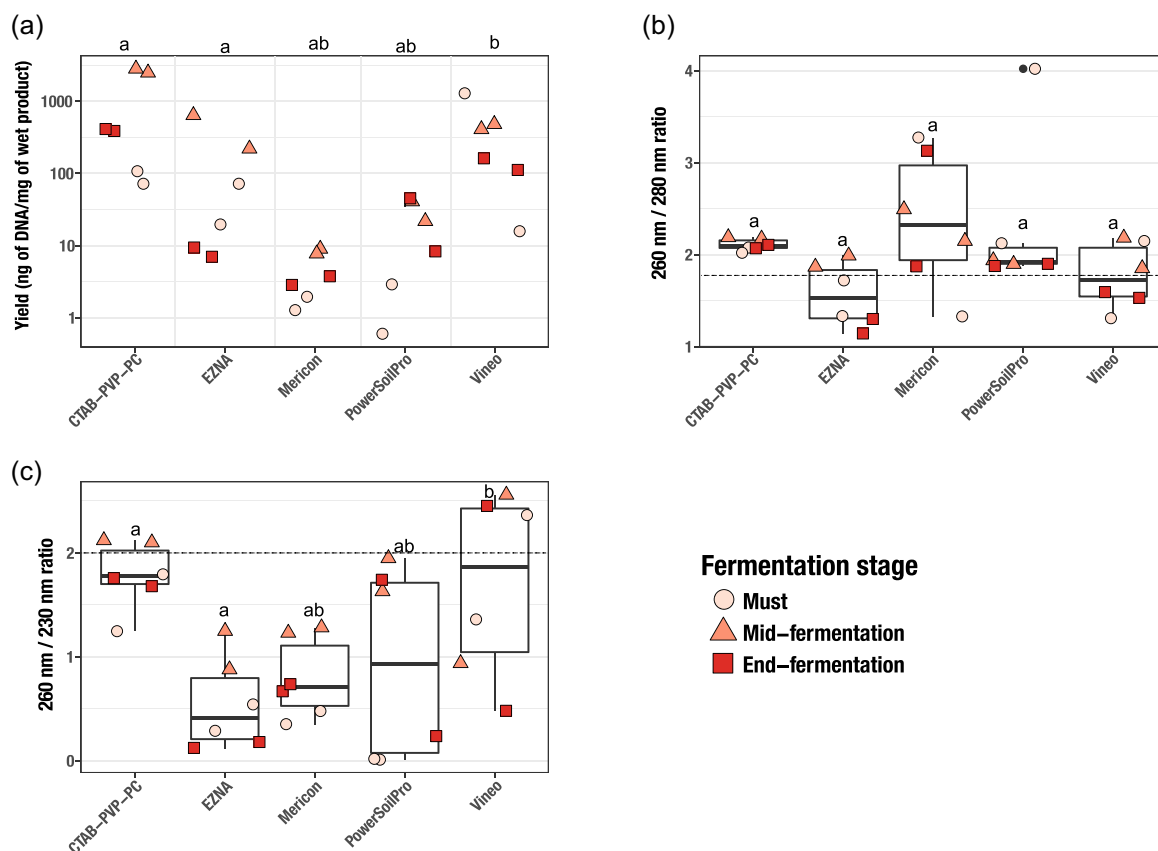 (a)
a
a
ab
ab
b
Yield (ng of DNA/mg of wet product)
1000
100
10
1
CTAB–PVP–PC
EZNA
Mericon
PowerSoilPro
Vineo
(b)
260 nm / 280 nm ratio
4
3
2
1
a
a
a
a
a
CTAB–PVP–PC
EZNA
Mericon
PowerSoilPro
Vineo
(c)
260 nm / 230 nm ratio
2
1
0
a
a
ab
ab
b
CTAB–PVP–PC
EZNA
Mericon
PowerSoilPro
Vineo
Fermentation stage
Must
Mid–fermentation
End–fermentation